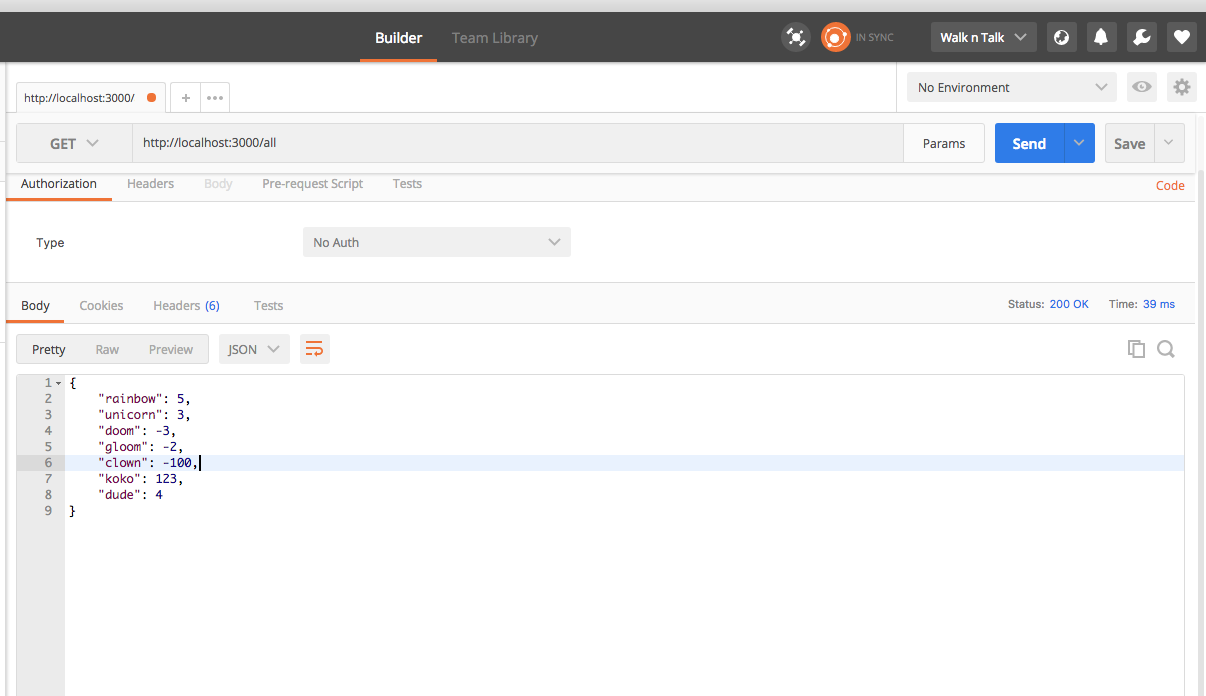 Builder Team Library IN SYNC Walk n Talk
http://localhost:3000/ + ••• No Environment
GET http://localhost:3000/all Params Send Save
Authorization Headers Body Pre-request Script Tests Code
Type No Auth
Body Cookies Headers (6) Tests Status: 200 OK Time: 39 ms
Pretty Raw Preview JSON
1 {
2 "rainbow": 5,
3 "unicorn": 3,
4 "doom": -3,
5 "gloom": -2,
6 "clown": -100,
7 "koko": 123,
8 "dude": 4
9 }